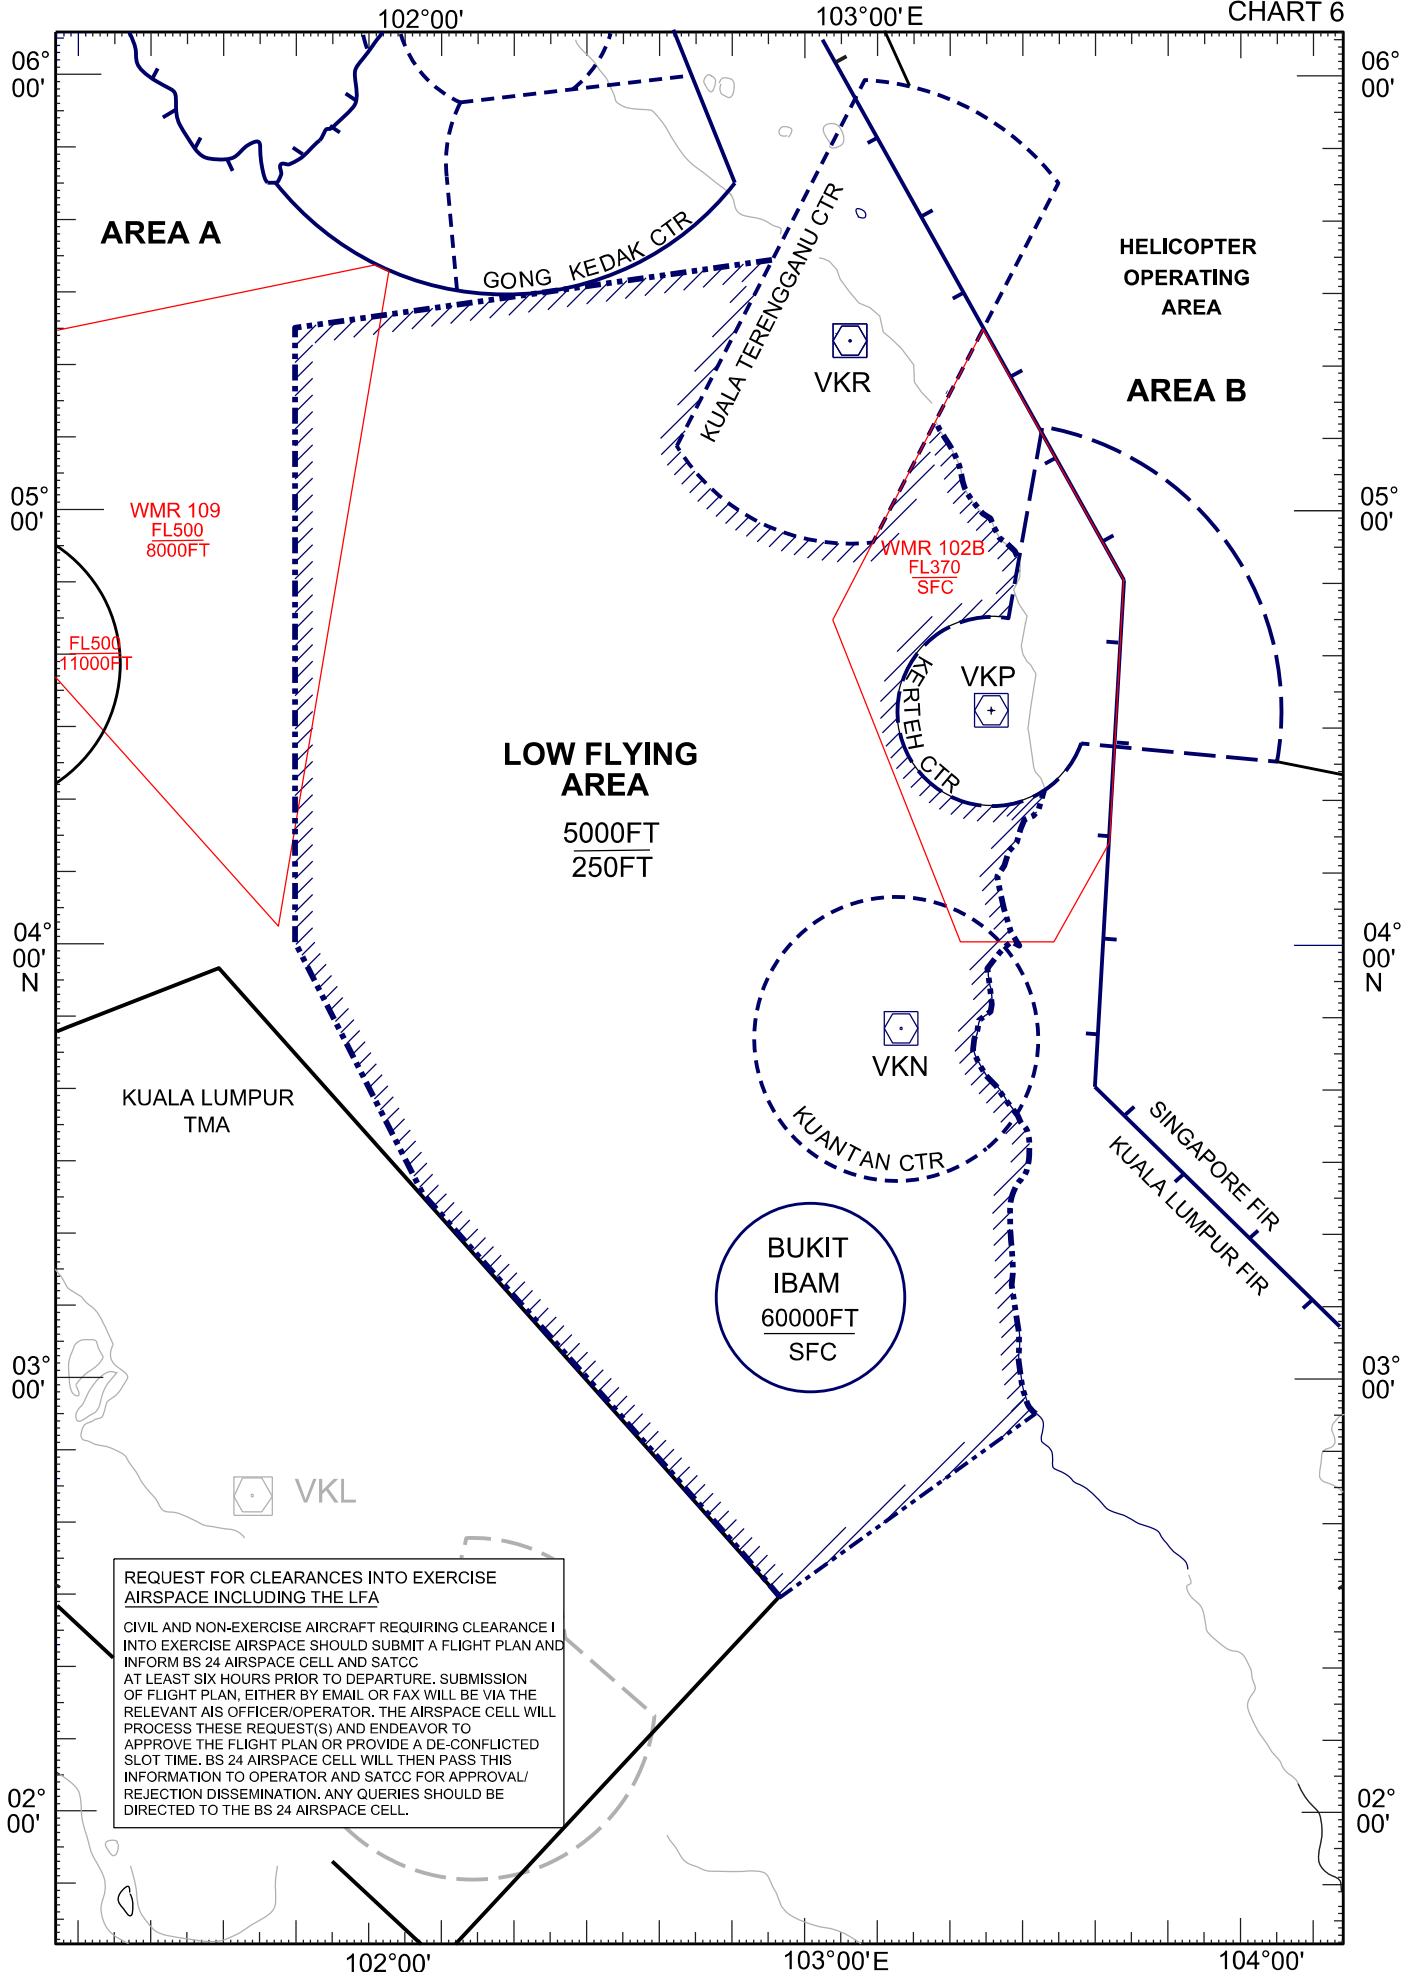 CHART 6
102°00'
103°00' E
06°
00'
06°
00'
AREA A
GONG KEDAK CTR
KUALA TERENGGANU CTR
HELICOPTER
OPERATING
AREA
VKR
AREA B
05°
00'
05°
00'
WMR 109
FL500
8000FT
WMR 102B
FL370
SFC
FL500
11000FT
VKP
KERTEH CTR
LOW FLYING
AREA
5000FT
250FT
04°
00'
N
04°
00'
N
VKN
KUANTAN CTR
KUALA LUMPUR
TMA
SINGAPORE FIR
KUALA LUMPUR FIR
BUKIT
IBAM
60000FT
SFC
03°
00'
03°
00'
VKL
REQUEST FOR CLEARANCES INTO EXERCISE
AIRSPACE INCLUDING THE LFA
CIVIL AND NON-EXERCISE AIRCRAFT REQUIRING CLEARANCE I
INTO EXERCISE AIRSPACE SHOULD SUBMIT A FLIGHT PLAN AND
INFORM BS 24 AIRSPACE CELL AND SATCC
AT LEAST SIX HOURS PRIOR TO DEPARTURE. SUBMISSION
OF FLIGHT PLAN, EITHER BY EMAIL OR FAX WILL BE VIA THE
RELEVANT AIS OFFICER/OPERATOR. THE AIRSPACE CELL WILL
PROCESS THESE REQUEST(S) AND ENDEAVOR TO
APPROVE THE FLIGHT PLAN OR PROVIDE A DE-CONFLICTED
SLOT TIME. BS 24 AIRSPACE CELL WILL THEN PASS THIS
INFORMATION TO OPERATOR AND SATCC FOR APPROVAL/
REJECTION DISSEMINATION. ANY QUERIES SHOULD BE
DIRECTED TO THE BS 24 AIRSPACE CELL.
02°
00'
02°
00'
102°00'
103°00'E
104°00'